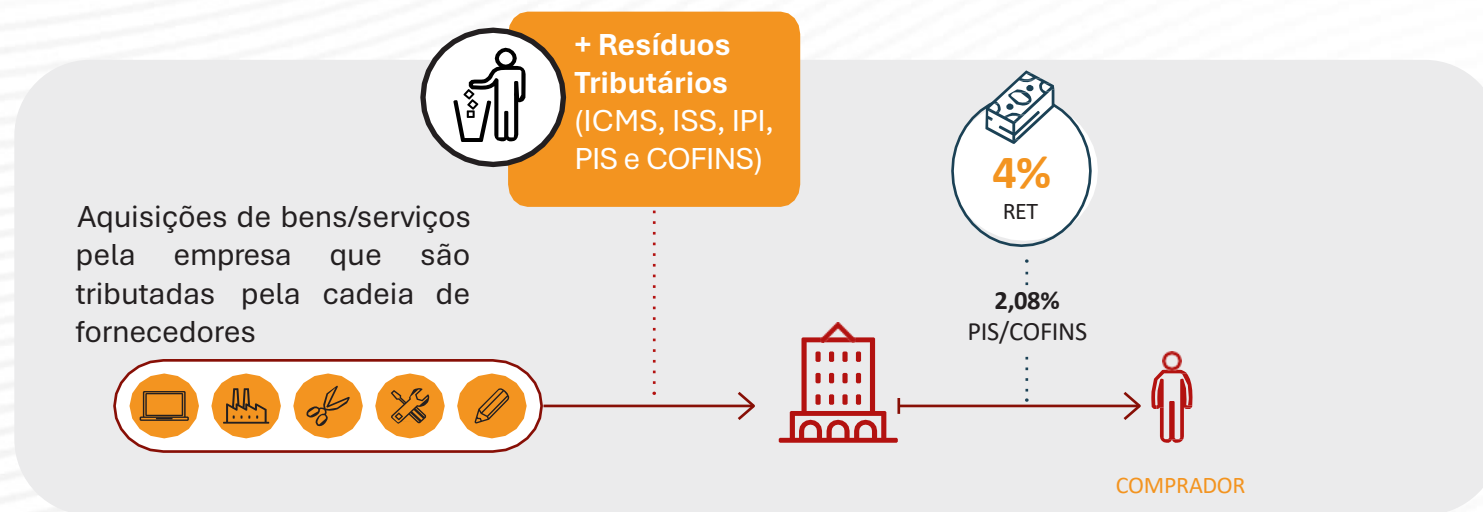 + Resíduos
Tributários
(ICMS, ISS, IPI,
PIS e COFINS)
4%
RET
Aquisições de bens/serviços
pela empresa que são
tributadas pela cadeia de
fornecedores
2,08%
PIS/COFINS
COMPRADOR